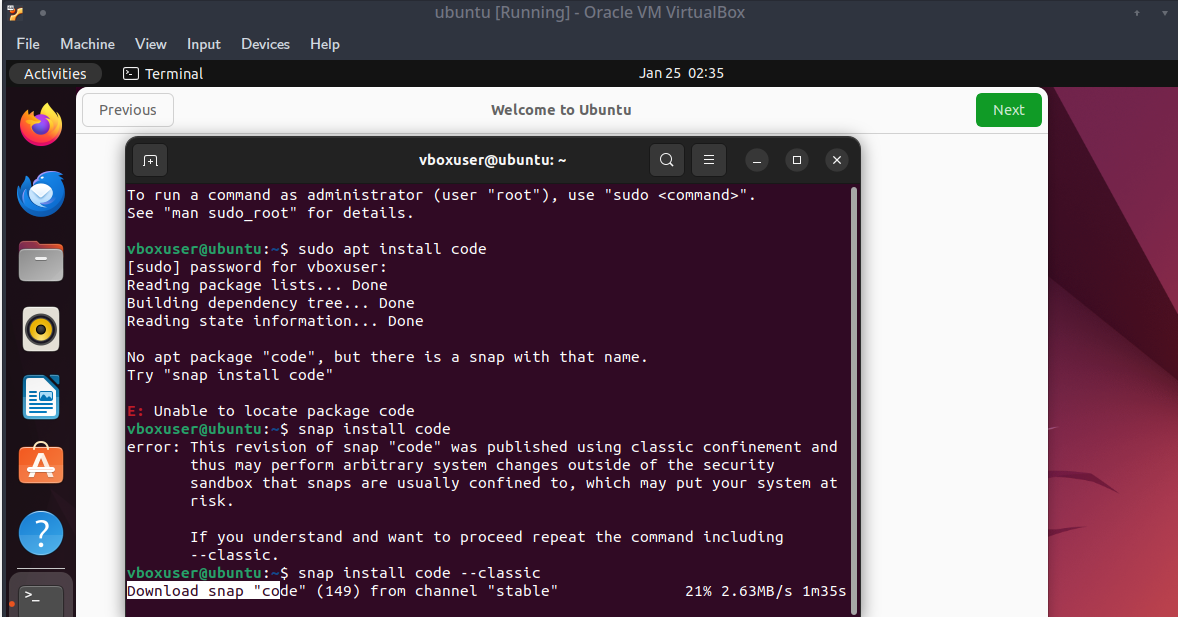 ubuntu [Running] - Oracle VM VirtualBox
File Machine View Input Devices Help
Activities Terminal Jan 25 02:35
Previous Welcome to Ubuntu Next
vboxuser@ubuntu: ~
To run a command as administrator (user "root"), use "sudo <command>".
See "man sudo_root" for details.
vboxuser@ubuntu:~$ sudo apt install code
[sudo] password for vboxuser:
Reading package lists... Done
Building dependency tree... Done
Reading state information... Done
No apt package "code", but there is a snap with that name.
Try "snap install code"
E: Unable to locate package code
vboxuser@ubuntu:~$ snap install code
error: This revision of snap "code" was published using classic confinement and
thus may perform arbitrary system changes outside of the security
sandbox that snaps are usually confined to, which may put your system at
risk.
If you understand and want to proceed repeat the command including
--classic.
vboxuser@ubuntu:~$ snap install code --classic
Download snap "code" (149) from channel "stable" 21% 2.63MB/s 1m35s